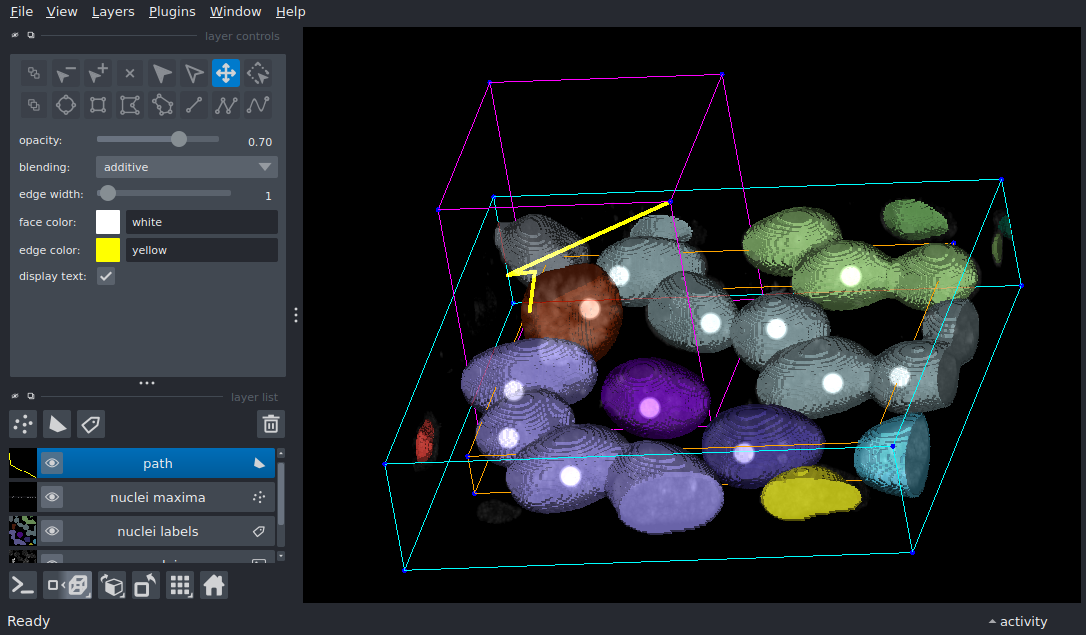 File View Layers Plugins Window Help
layer controls
opacity: 0.70
blending: additive
edge width: 1
face color: white
edge color: yellow
display text:
layer list
path
nuclei maxima
nuclei labels
Ready
activity